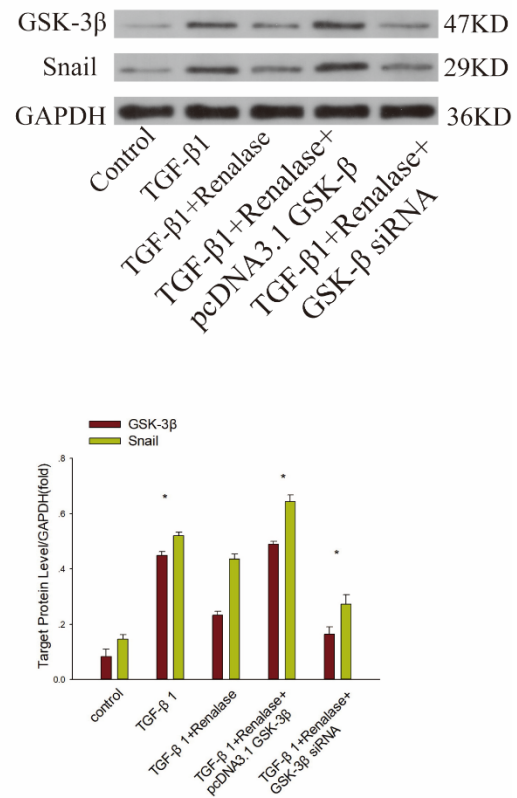 GSK-3β 47KD
Snail 29KD
GAPDH 36KD
Control
TGF-β1
TGF-β1+Renalase
TGF-β1+Renalase+
pcDNA3.1 GSK-β
TGF-β1+Renalase+
GSK-β siRNA
GSK-3β
Snail
Target Protein Level/GAPDH(fold)
.8
.6
.4
.2
0.0
*
*
*
control
TGF-β 1
TGF-β 1+Renalase
TGF-β 1+Renalase+
pcDNA3.1 GSK-3β
TGF-β 1+Renalase+
GSK-3β siRNA